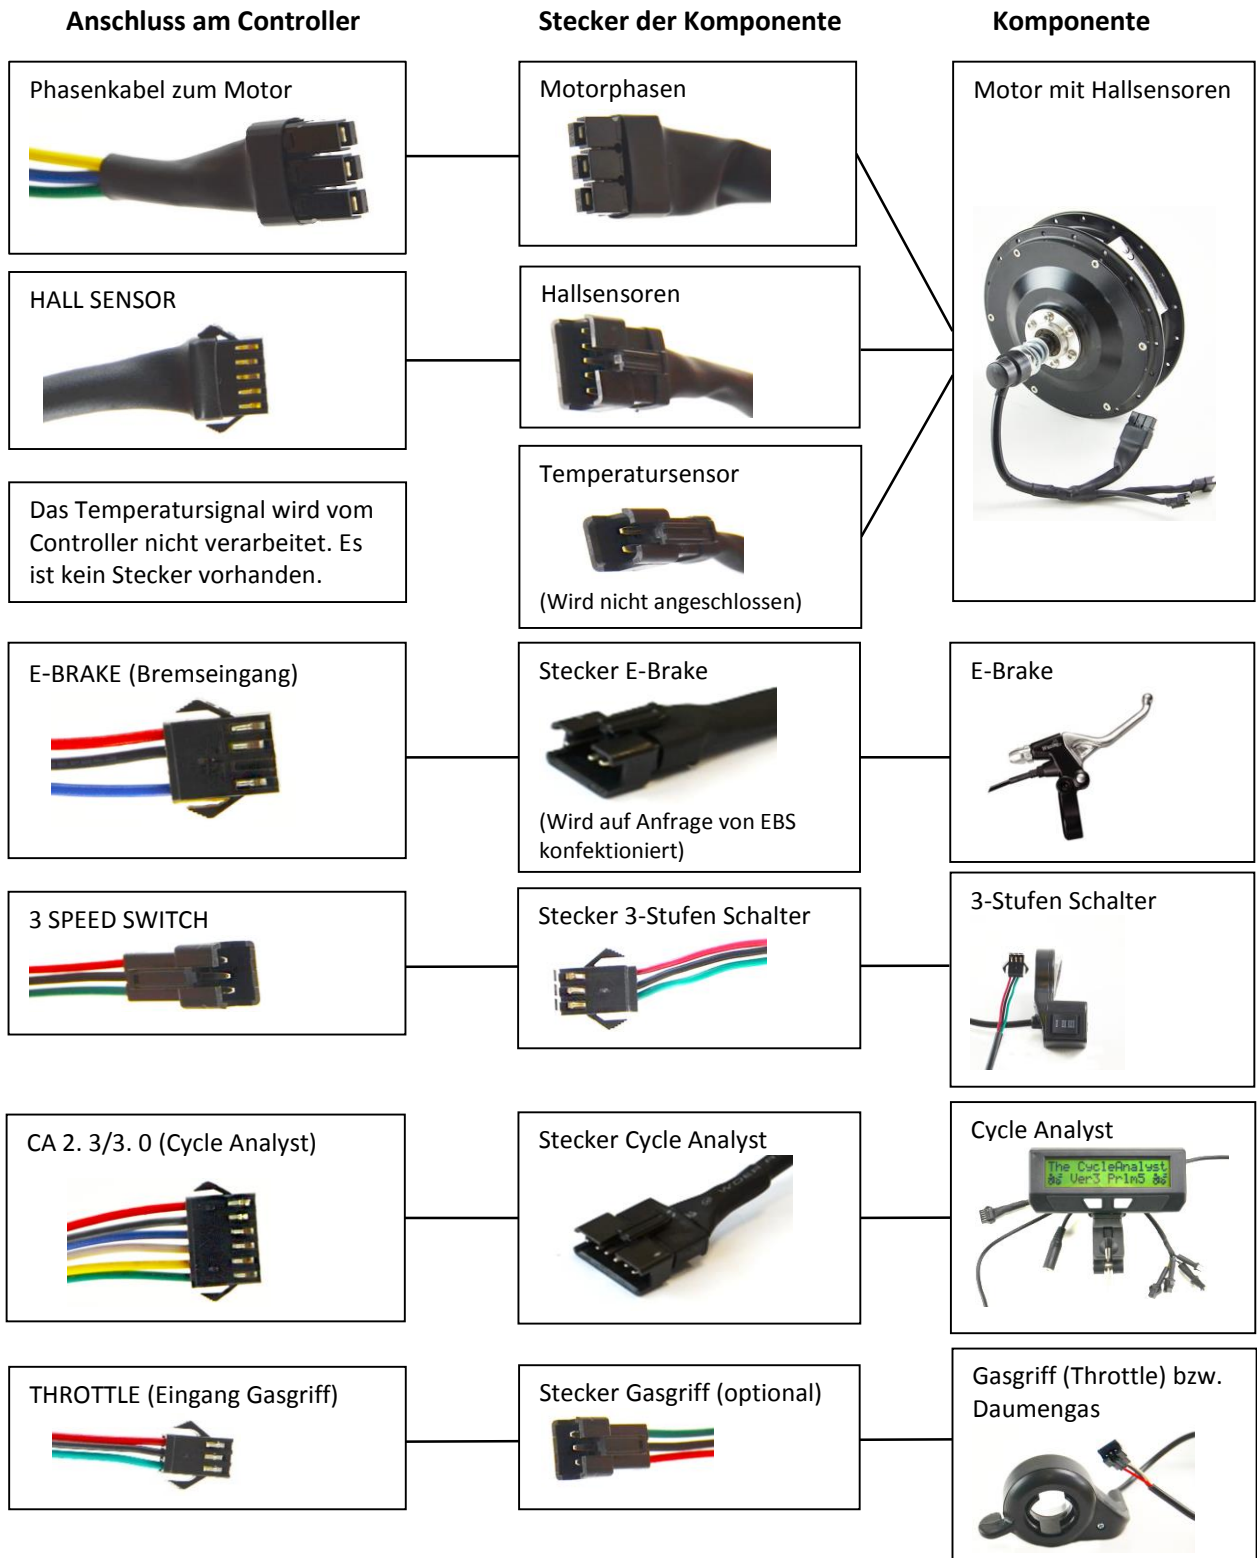 Anschluss am Controller
Stecker der Komponente
Komponente
Phasenkabel zum Motor
Motorphasen
Motor mit Hallsensoren
HALL SENSOR
Hallsensoren
Temperatursensor
(Wird nicht angeschlossen)
Das Temperatursignal wird vom
Controller nicht verarbeitet. Es
ist kein Stecker vorhanden.
E-BRAKE (Bremseingang)
Stecker E-Brake
(Wird auf Anfrage von EBS
konfektioniert)
E-Brake
3 SPEED SWITCH
Stecker 3-Stufen Schalter
3-Stufen Schalter
CA 2. 3/3. 0 (Cycle Analyst)
Stecker Cycle Analyst
Cycle Analyst
The CycleAnalyst
Ver3 Prlm5
THROTTLE (Eingang Gasgriff)
Stecker Gasgriff (optional)
Gasgriff (Throttle) bzw.
Daumengas